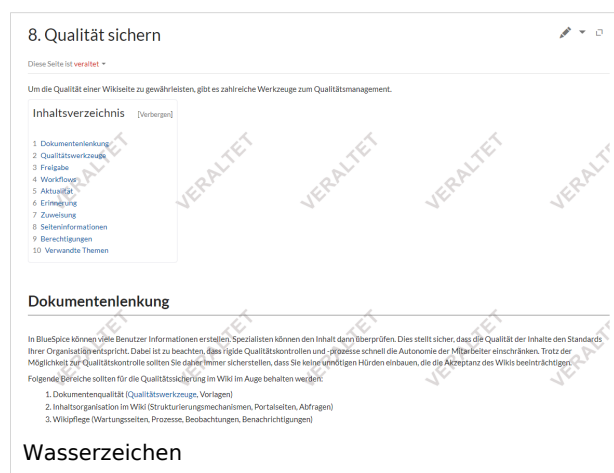 8. Qualität sichern
Diese Seite ist veraltet
Um die Qualität einer Wikiseite zu gewährleisten, gibt es zahlreiche Werkzeuge zum Qualitätsmanagement.
Inhaltsverzeichnis [Verbergen]
1 Dokumentenlenkung
2 Qualitätswerkzeuge
3 Freigabe
4 Workflows
5 Aktualität
6 Erinnerung
7 Zuweisung
8 Seiteninformationen
9 Berechtigungen
10 Verwandte Themen
VERALTET VERALTET VERALTET VERALTET VERALTET
Dokumentenlenkung
In BlueSpice können viele Benutzer Informationen erstellen. Spezialisten können den Inhalt dann überprüfen. Dies stellt sicher, dass die Qualität der Inhalte den Standards
Ihrer Organisation entspricht. Dabei ist zu beachten, dass rigide Qualitätskontrollen und -prozesse schnell die Autonomie der Mitarbeiter einschränken. Trotz der
Möglichkeit zur Qualitätskontrolle sollten Sie daher immer sicherstellen, dass Sie keine unnötigen Hürden einbauen, die die Akzeptanz des Wikis beeinträchtigen.
VERALTET VERALTET VERALTET VERALTET VERALTET
Folgende Bereiche sollten für die Qualitätssicherung im Wiki im Auge behalten werden:
1. Dokumentenqualität (Qualitätswerkzeuge, Vorlagen)
2. Inhaltsorganisation im Wiki (Strukturierungsmechanismen, Portalseiten, Abfragen)
3. Wikipflege (Wartungsseiten, Prozesse, Beobachtungen, Benachrichtigungen)
Wasserzeichen